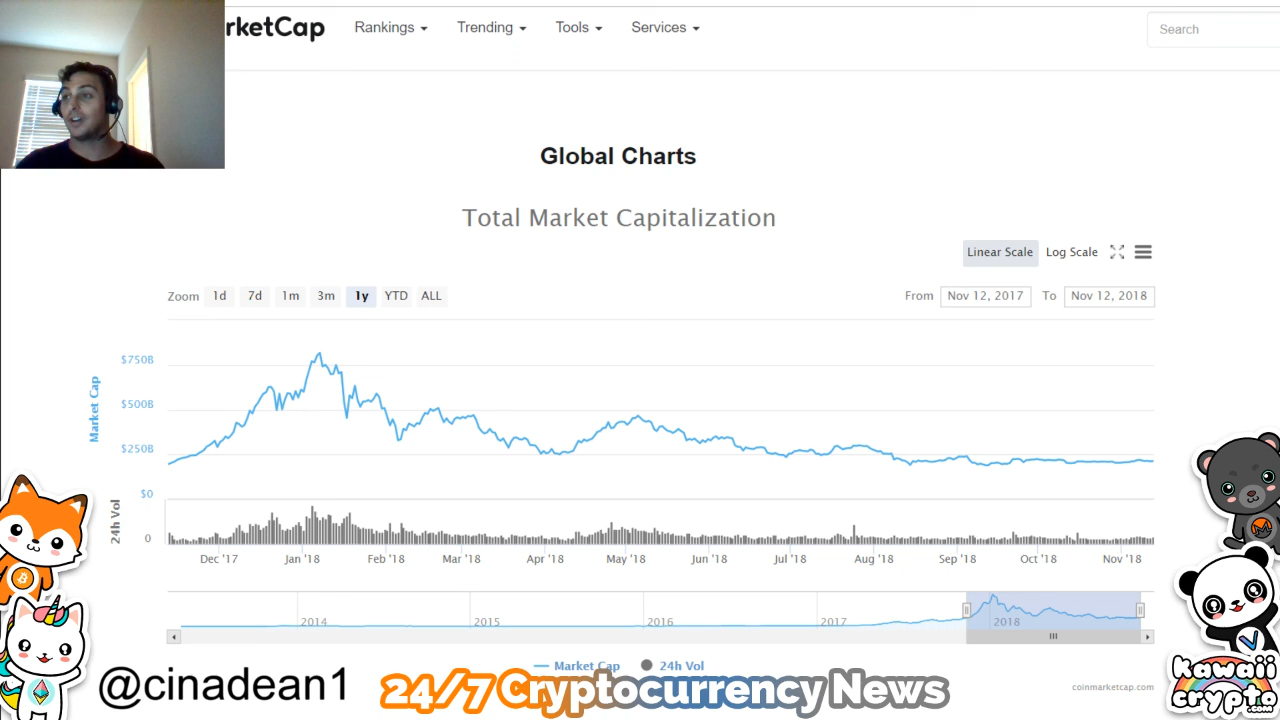 rketCap Rankings Trending Tools Services Search
Global Charts
Total Market Capitalization
Linear Scale Log Scale
Zoom 1d 7d 1m 3m 1y YTD ALL From Nov 12, 2017 To Nov 12, 2018
$750B
$500B
$250B
$0
Market Cap
24h Vol
0
Dec '17 Jan '18 Feb '18 Mar '18 Apr '18 May '18 Jun '18 Jul '18 Aug '18 Sep '18 Oct '18 Nov '18
2014 2015 2016 2017 2018
Market Cap 24h Vol
coinmarketcap.com
@cinadean1
24/7 Cryptocurrency News
kawaii
crypto
.com